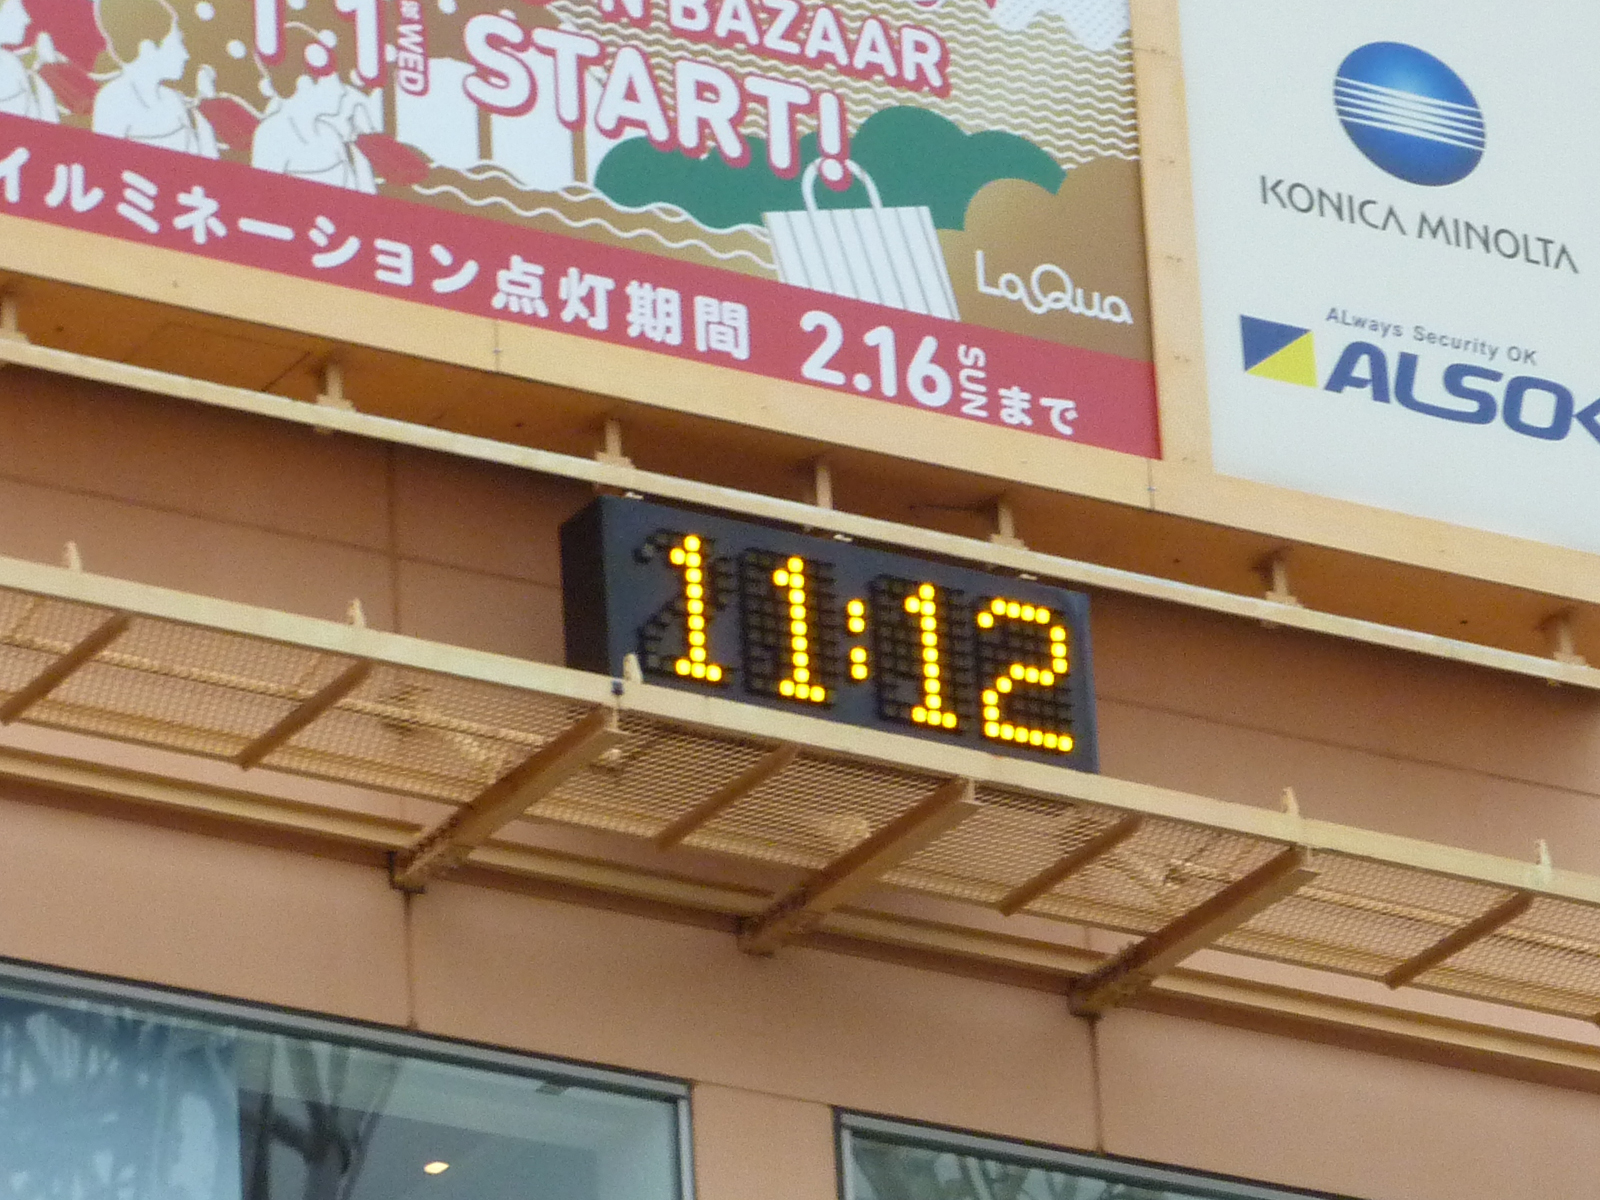 BAZAAR
1.1 WED START!
イルミネーション点灯期間 2.16 SUN まで
LaQua
KONICA MINOLTA
ALways Security OK
ALSOK
11:12